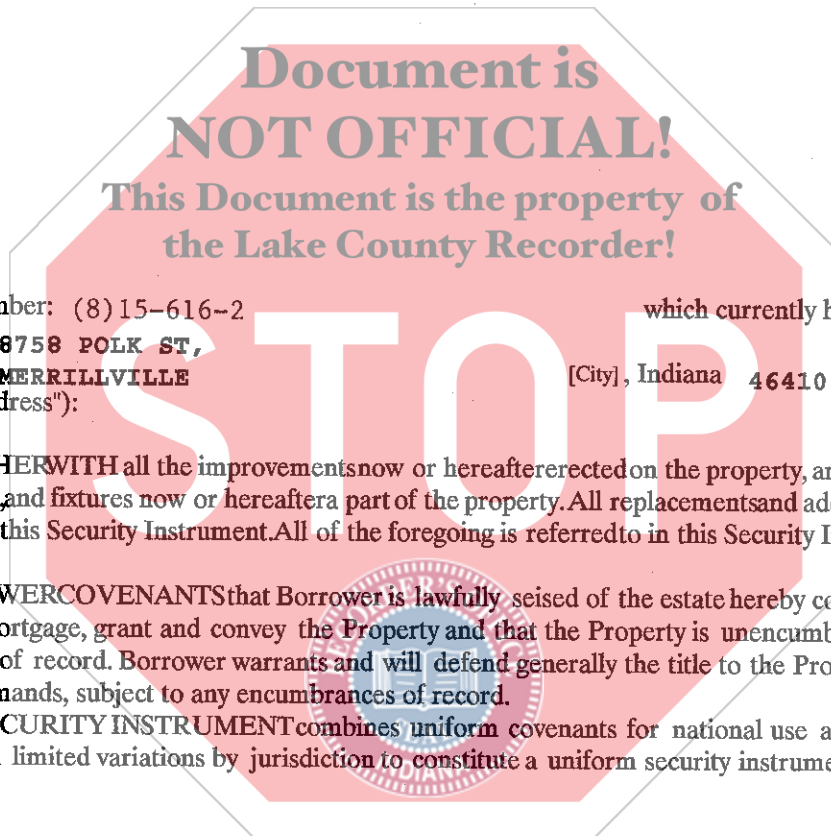 Document is
NOT OFFICIAL!
This Document is the property of
the Lake County Recorder!
nber: (8)15-616-2 which currently h
8758 POLK ST,
MERRILLVILLE [City], Indiana 46410
dress"):
STOP
HERWITH all the improvementsnow or hereaftererectedon the property, an
,and fixtures now or hereaftera part of the property.All replacementsand ad
this Security Instrument.All of the foregoing is referredto in this Security I
WERCOVENANTSthat Borrower is lawfully seised of the estate hereby co
ortgage, grant and convey the Property and that the Property is unencumb
of record. Borrower warrants and will defend generally the title to the Pro
nands, subject to any encumbrances of record.
CURITY INSTRUMENTcombines uniform covenants for national use a
limited variations by jurisdiction to constitute a uniform security instrume
INDIANA